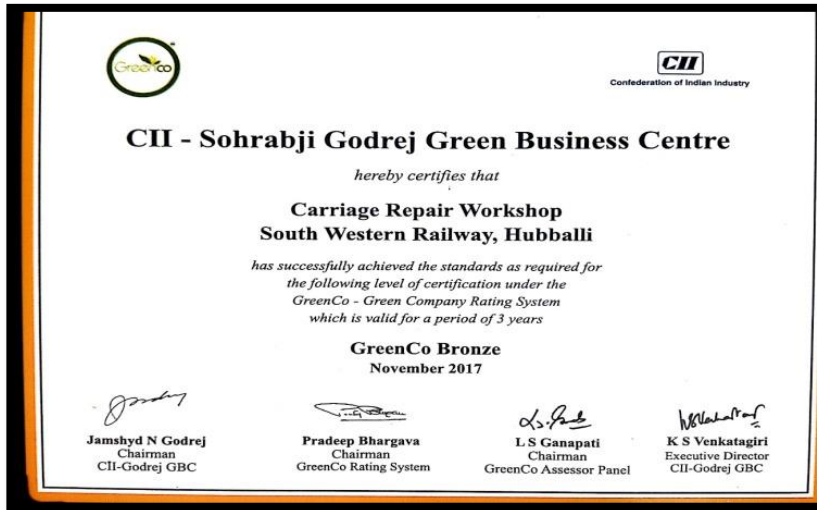 Greenco
CII
Confederation of Indian Industry
CII - Sohrabji Godrej Green Business Centre
hereby certifies that
Carriage Repair Workshop
South Western Railway, Hubballi
has successfully achieved the standards as required for
the following level of certification under the
GreenCo - Green Company Rating System
which is valid for a period of 3 years
GreenCo Bronze
November 2017
Jamshyd N Godrej
Chairman
CII-Godrej GBC
Pradeep Bhargava
Chairman
GreenCo Rating System
L S Ganapati
Chairman
GreenCo Assessor Panel
K S Venkatagiri
Executive Director
CII-Godrej GBC